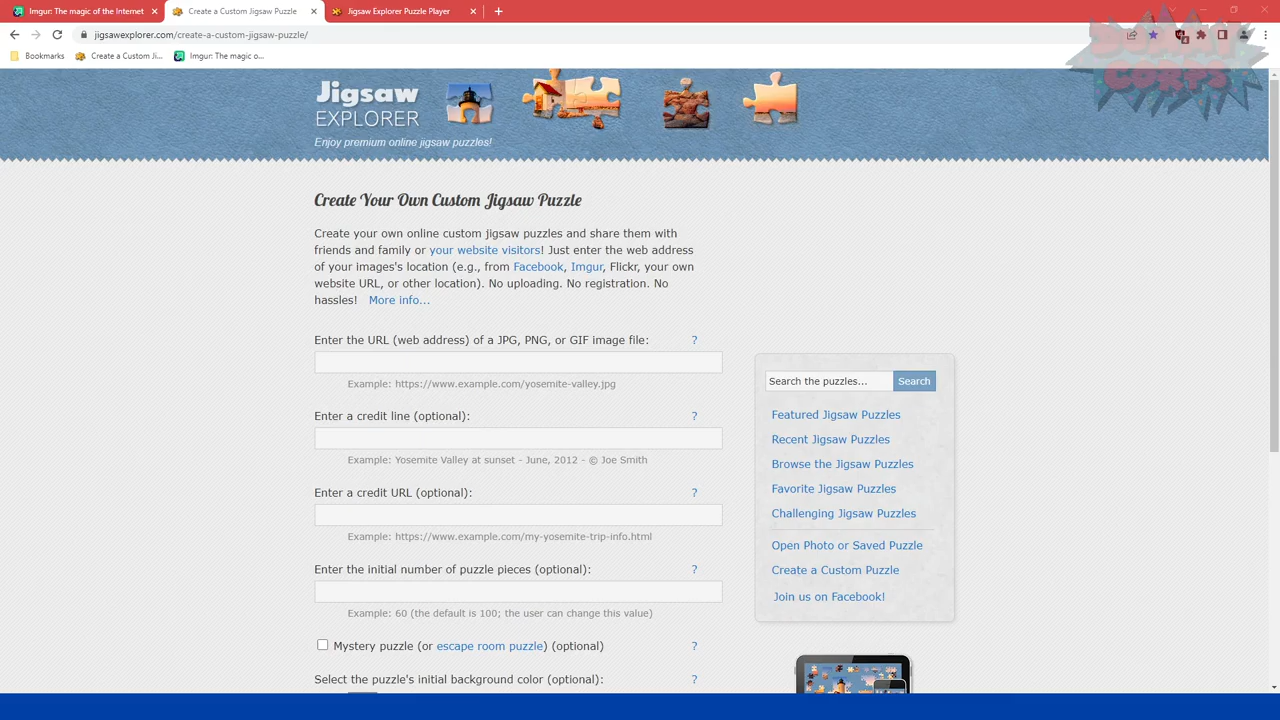 Imgur: The magic of the Internet
Create a Custom Jigsaw Puzzle
Jigsaw Explorer Puzzle Player
jigsawexplorer.com/create-a-custom-jigsaw-puzzle/
Bookmarks
Create a Custom Ji...
Imgur: The magic o...
CORPS
Jigsaw
EXPLORER
Enjoy premium online jigsaw puzzles!
Create Your Own Custom Jigsaw Puzzle
Create your own online custom jigsaw puzzles and share them with
friends and family or your website visitors! Just enter the web address
of your images's location (e.g., from Facebook, Imgur, Flickr, your own
website URL, or other location). No uploading. No registration. No
hassles! More info...
Enter the URL (web address) of a JPG, PNG, or GIF image file: ?
Example: https://www.example.com/yosemite-valley.jpg
Enter a credit line (optional): ?
Example: Yosemite Valley at sunset - June, 2012 - © Joe Smith
Enter a credit URL (optional): ?
Example: https://www.example.com/my-yosemite-trip-info.html
Enter the initial number of puzzle pieces (optional): ?
Example: 60 (the default is 100; the user can change this value)
Mystery puzzle (or escape room puzzle) (optional) ?
Select the puzzle's initial background color (optional): ?
Search the puzzles... Search
Featured Jigsaw Puzzles
Recent Jigsaw Puzzles
Browse the Jigsaw Puzzles
Favorite Jigsaw Puzzles
Challenging Jigsaw Puzzles
Open Photo or Saved Puzzle
Create a Custom Puzzle
Join us on Facebook!